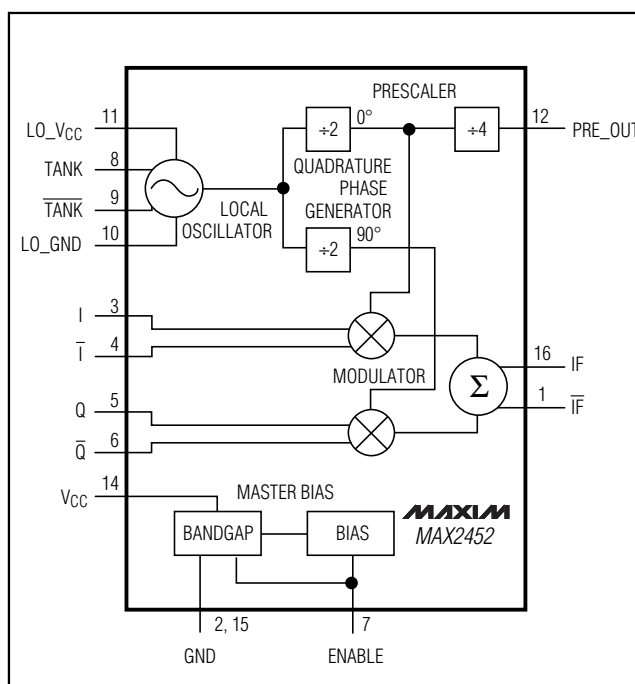 PRESCALER
11
LO_VCC
÷2
0°
÷4
12
PRE_OUT
TANK
8
QUADRATURE
PHASE
GENERATOR
T̅A̅N̅K̅
9
LOCAL
OSCILLATOR
LO_GND
10
÷2
90°
I
3
I̅
4
MODULATOR
Σ
16
IF
1
I̅F̅
Q
5
Q̅
6
VCC
14
MASTER BIAS
MAXIM
MAX2452
BANDGAP
BIAS
2, 15
7
GND
ENABLE